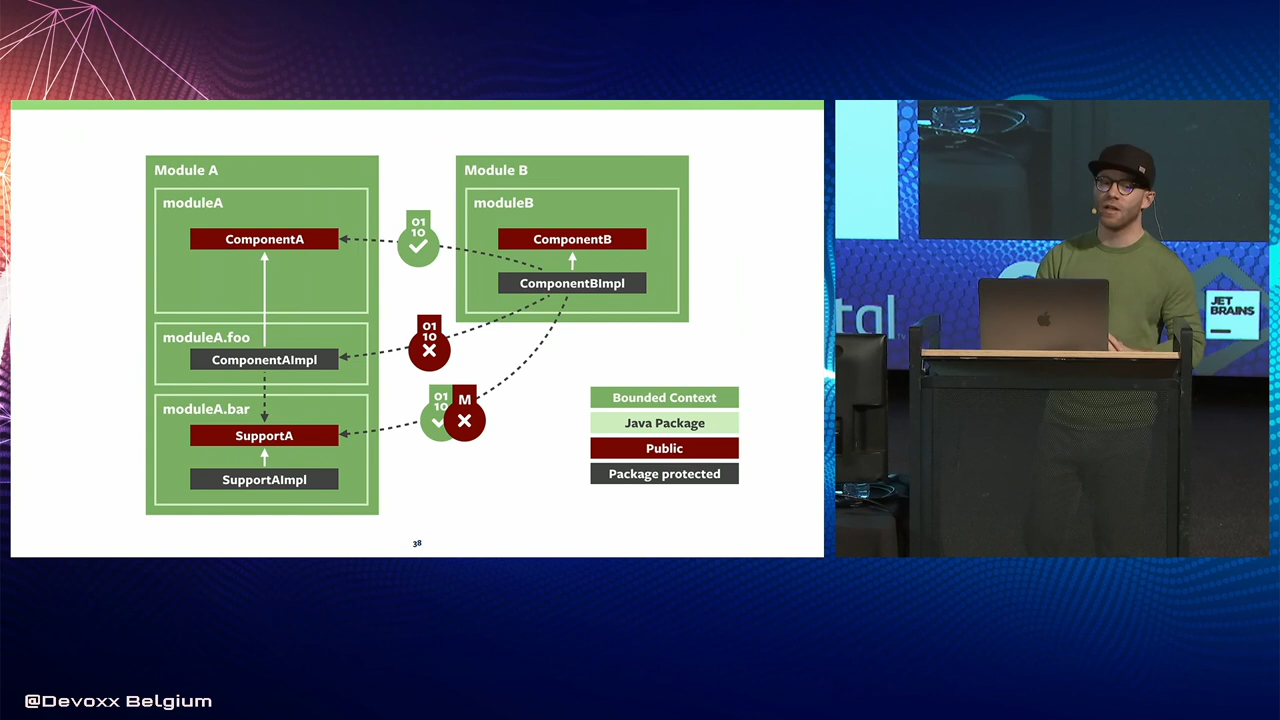 Module A
moduleA
ComponentA
moduleA.foo
ComponentAImpl
moduleA.bar
SupportA
SupportAImpl
01
10
01
10
01
10
M
Module B
moduleB
ComponentB
ComponentBImpl
Bounded Context
Java Package
Public
Package protected
38
tal
JET
BRAINS
@Devoxx Belgium